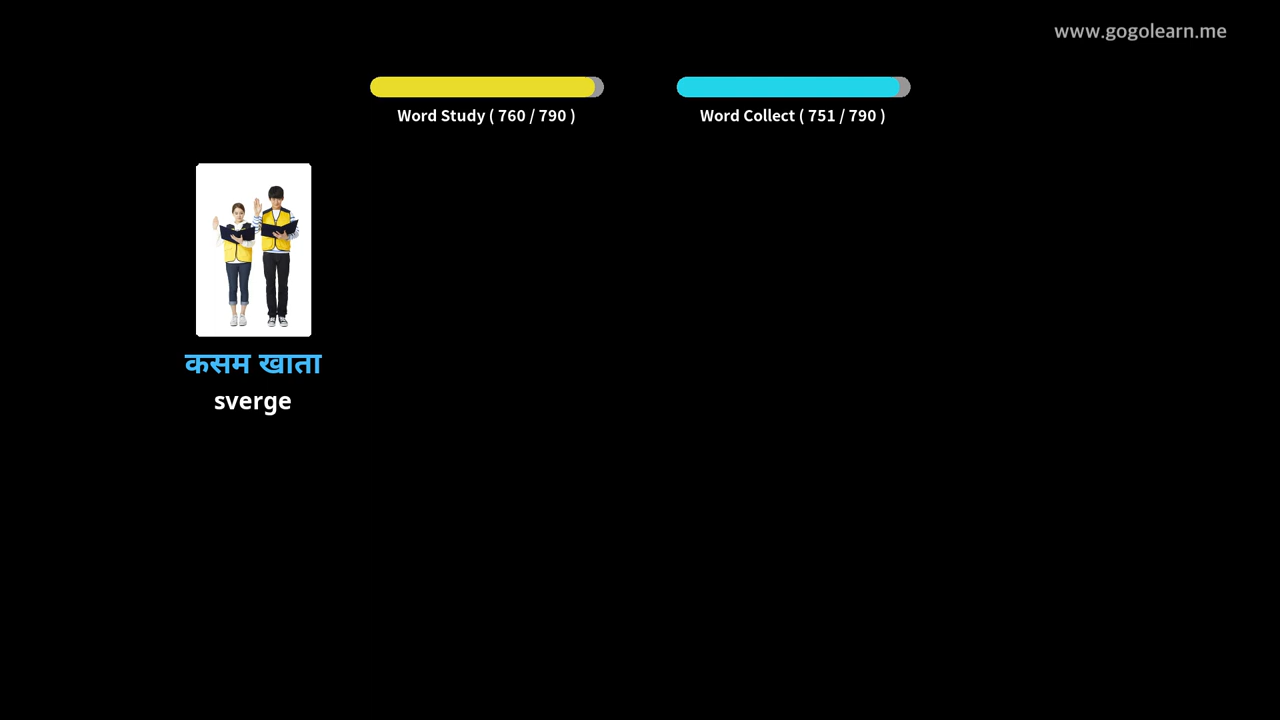 www.gogolearn.me
Word Study ( 760 / 790 )
Word Collect ( 751 / 790 )
कसम खाता
sverge